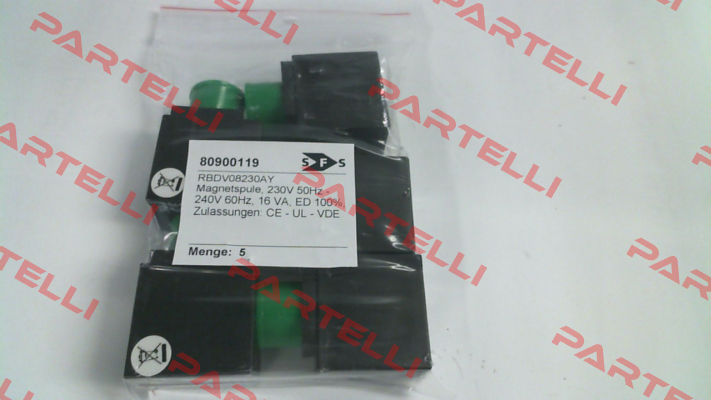 PARTELLI
PARTELLI
PARTELLI
80900119
SFS
RBDV08230AY
Magnetspule, 230V 50Hz -
240V 60Hz, 16 VA, ED 100%,
Zulassungen: CE - UL - VDE
Menge: 5
PARTELLI
PARTELLI
PARTELLI
PARTELLI